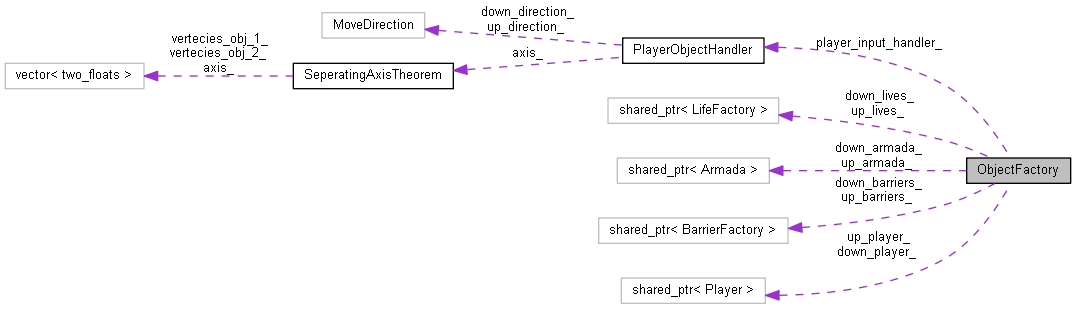 down_direction_
up_direction_
MoveDirection
vertecies_obj_1_
vertecies_obj_2_
axis_
axis_
PlayerObjectHandler
player_input_handler_
vector< two_floats >
SeperatingAxisTheorem
shared_ptr< LifeFactory >
down_lives_
up_lives_
down_armada_
up_armada_
shared_ptr< Armada >
ObjectFactory
down_barriers_
up_barriers_
shared_ptr< BarrierFactory >
up_player_
down_player_
shared_ptr< Player >